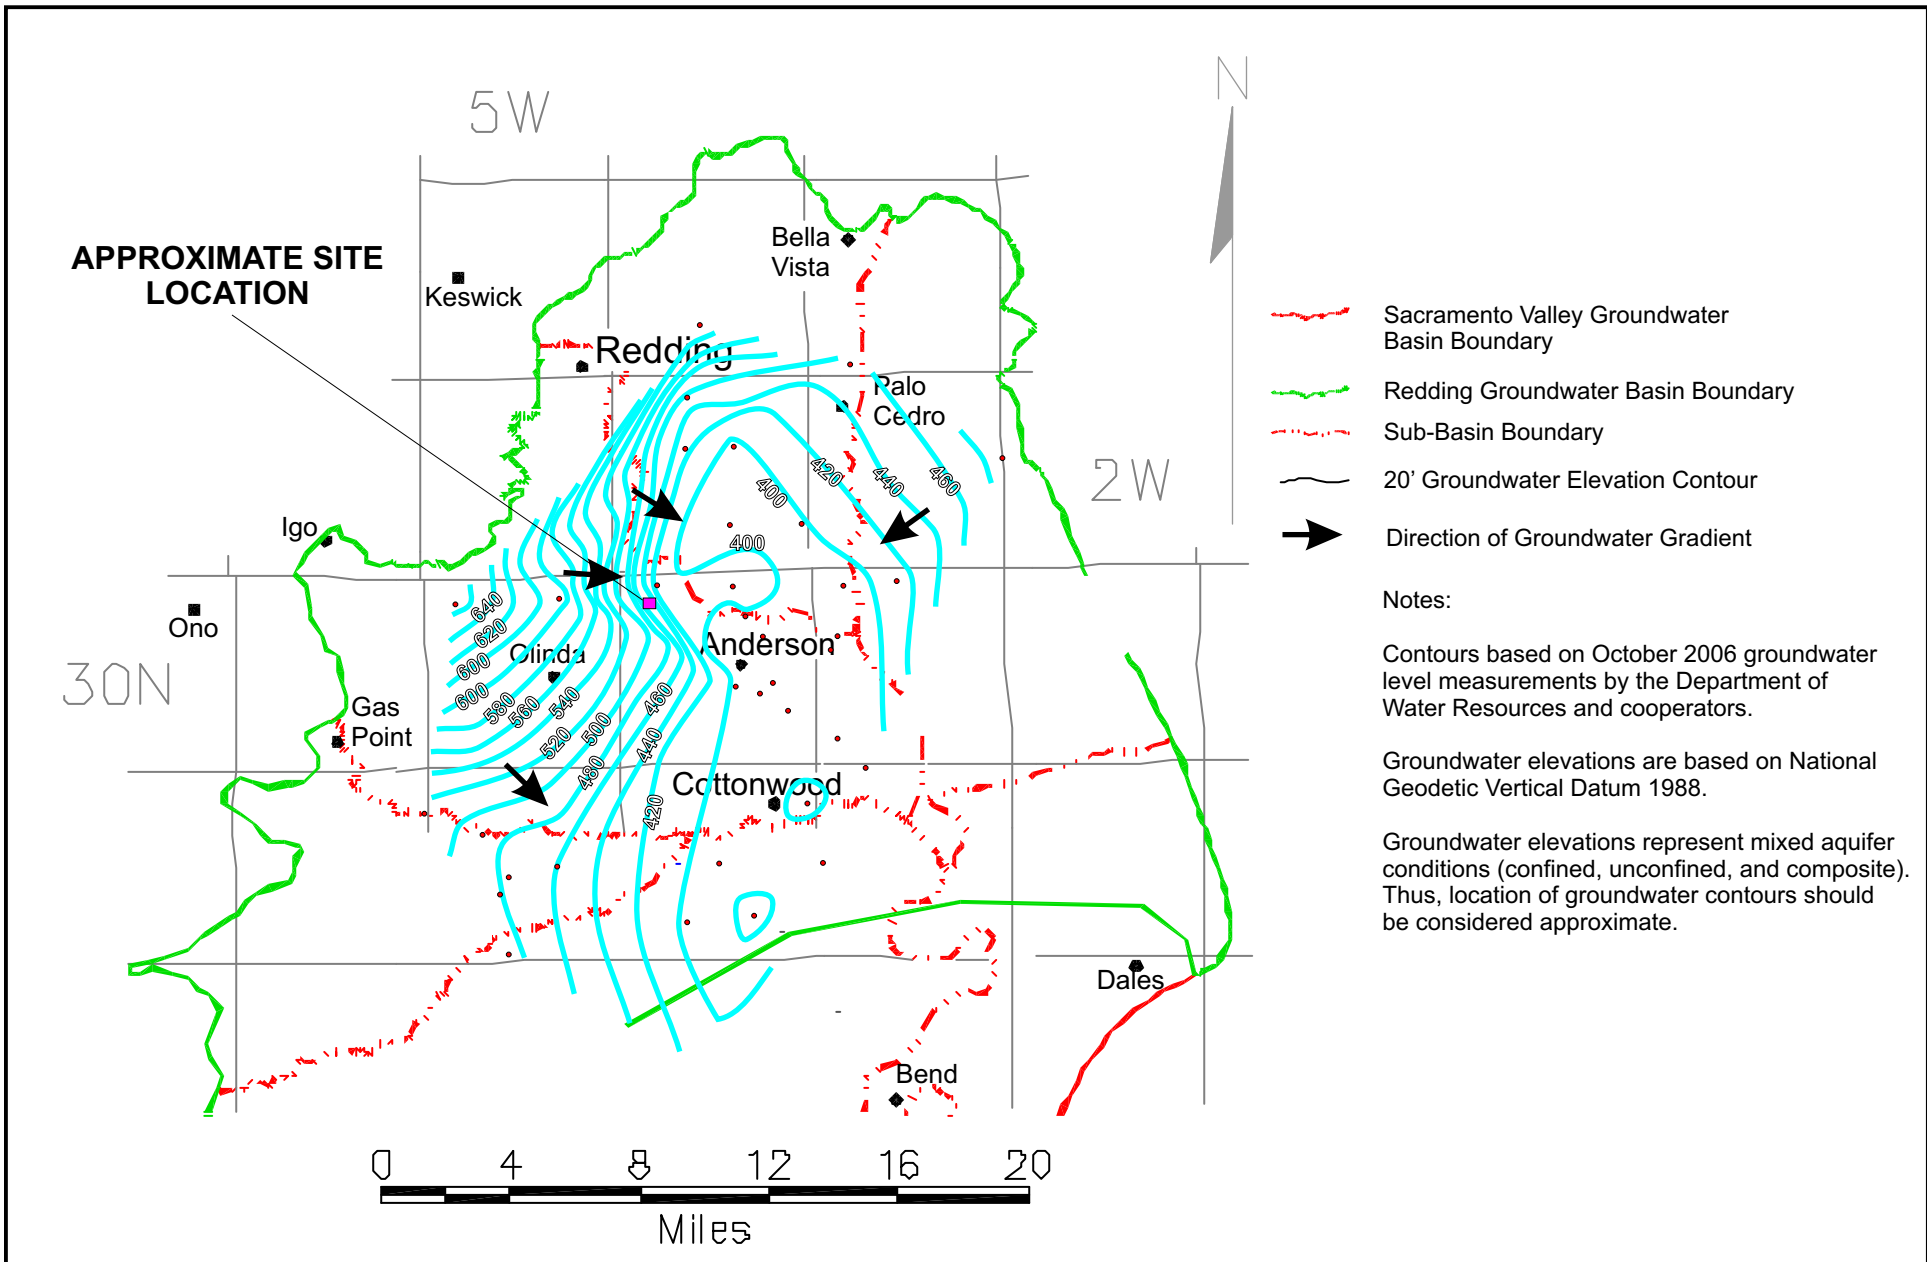 5W
N
APPROXIMATE SITE
LOCATION
Bella
Vista
Keswick
Redding
Palo
Cedro
2W
Igo
Ono
30N
Olinda
Anderson
Gas
Point
Cottonwood
Dales
Bend
400
420
440
460
400
640
620
600
600
580
560
540
520
500
480
460
440
420
Sacramento Valley Groundwater
Basin Boundary
Redding Groundwater Basin Boundary
Sub-Basin Boundary
20' Groundwater Elevation Contour
Direction of Groundwater Gradient
Notes:
Contours based on October 2006 groundwater
level measurements by the Department of
Water Resources and cooperators.
Groundwater elevations are based on National
Geodetic Vertical Datum 1988.
Groundwater elevations represent mixed aquifer
conditions (confined, unconfined, and composite).
Thus, location of groundwater contours should
be considered approximate.
0 4 8 12 16 20
Miles